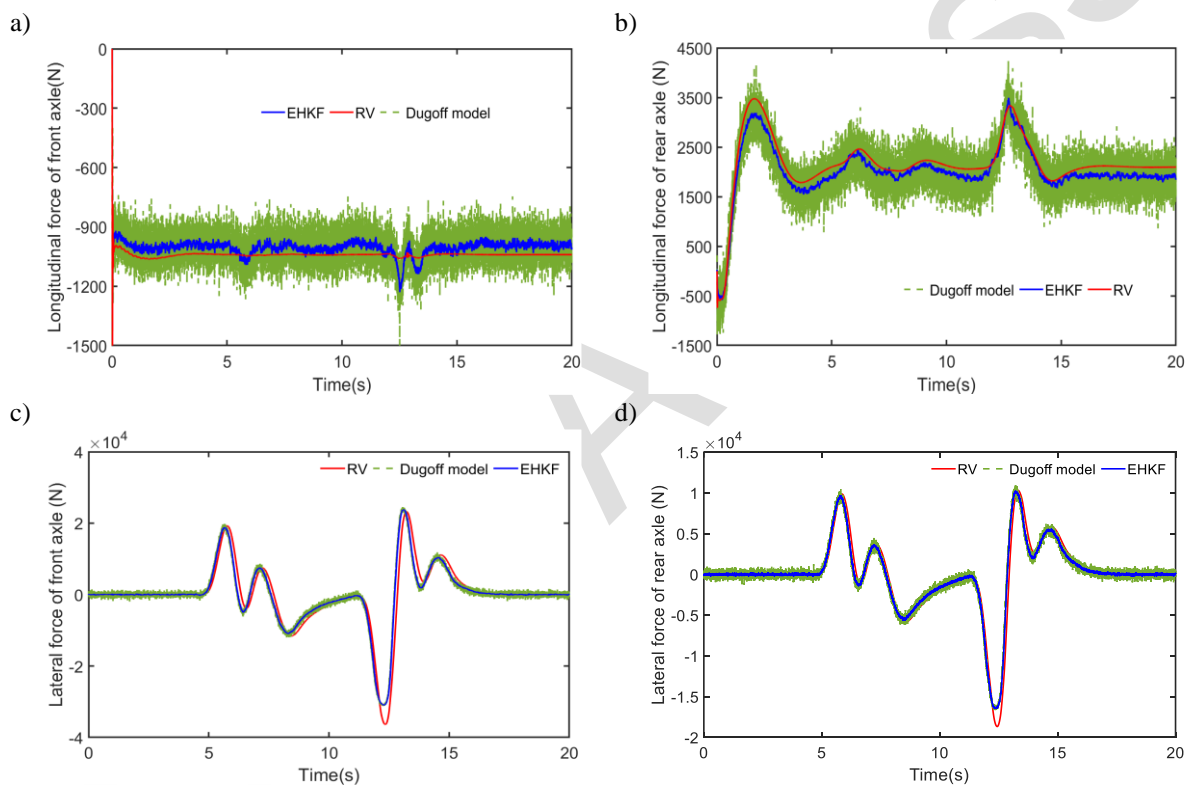 a)
Longitudinal force of front axle(N)
0
-300
-600
-900
-1200
-1500
EHKF RV Dugoff model
0 5 10 15 20
Time(s)
b)
Longitudinal force of rear axle (N)
4500
3500
2500
1500
500
-500
-1500
Dugoff model EHKF RV
0 5 10 15 20
Time(s)
c)
Lateral force of front axle (N)
×10^4
4
2
0
-2
-4
RV Dugoff model EHKF
0 5 10 15 20
Time(s)
d)
Lateral force of rear axle (N)
×10^4
1.5
1
0.5
0
-0.5
-1
-1.5
-2
RV Dugoff model EHKF
0 5 10 15 20
Time(s)